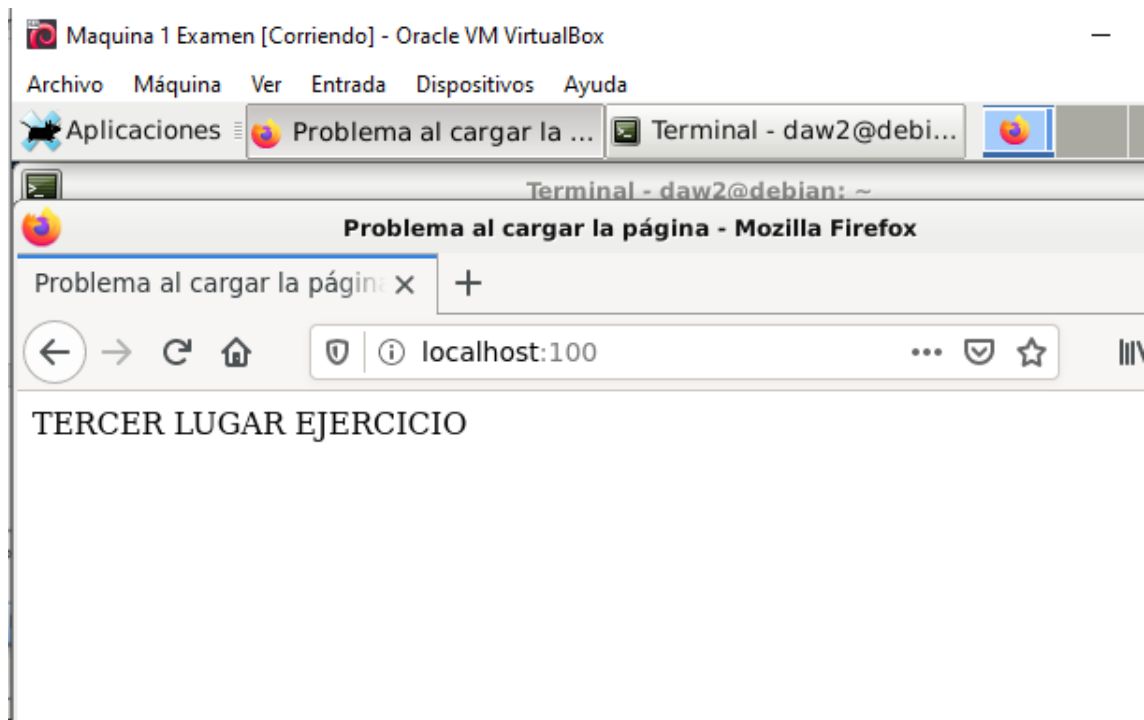 Maquina 1 Examen [Corriendo] - Oracle VM VirtualBox
Archivo Máquina Ver Entrada Dispositivos Ayuda
Aplicaciones Problema al cargar la ... Terminal - daw2@debi...
Terminal - daw2@debian: ~
Problema al cargar la página - Mozilla Firefox
Problema al cargar la página
localhost:100
TERCER LUGAR EJERCICIO